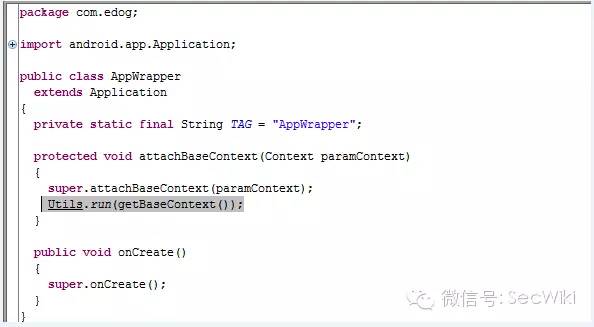 package com.edog;
import android.app.Application;
public class AppWrapper
extends Application
{
private static final String TAG = "AppWrapper";
protected void attachBaseContext(Context paramContext)
{
super.attachBaseContext(paramContext);
Utils.run(getBaseContext());
}
public void onCreate()
{
super.onCreate();
}
}
微信号: SecWiki